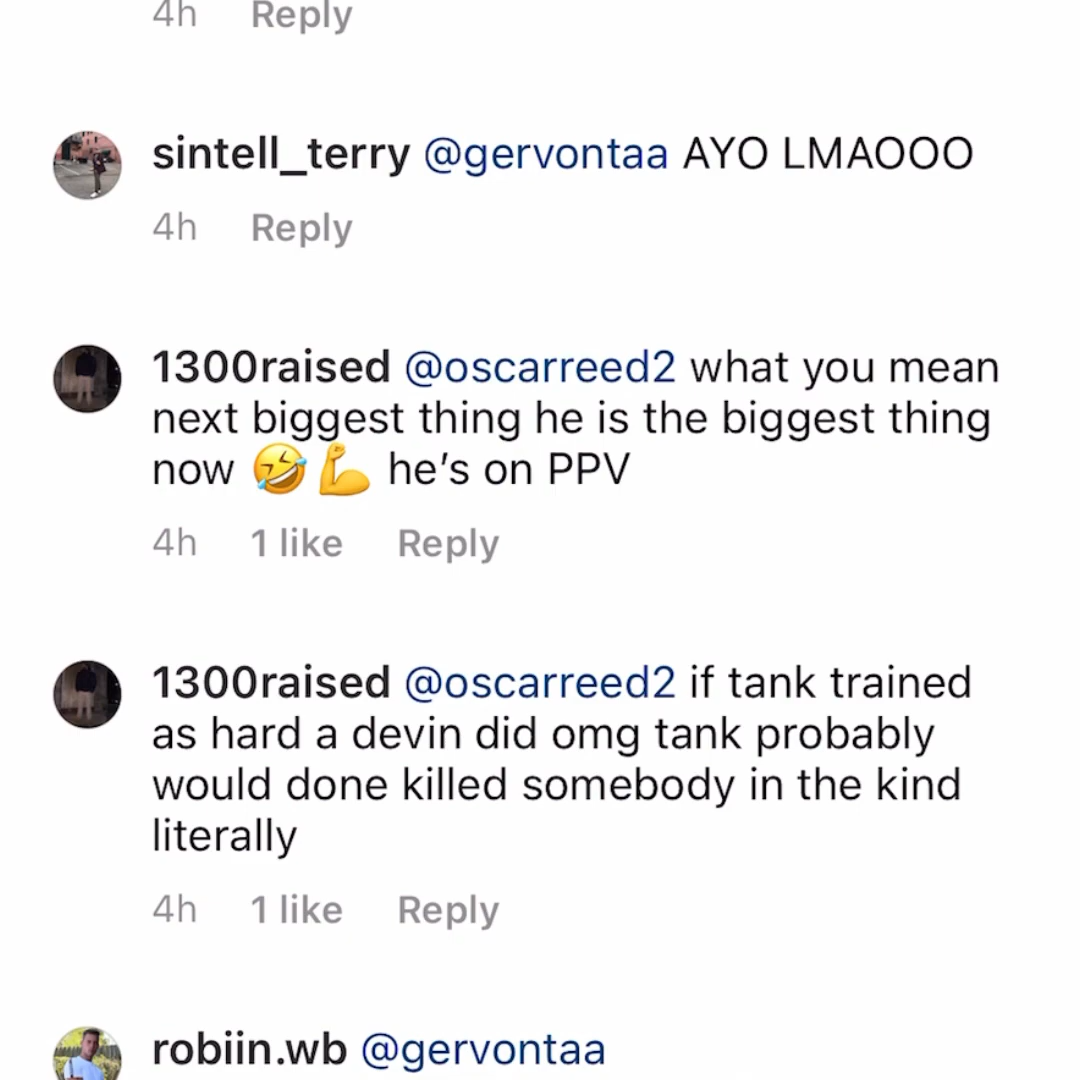 4h Reply
sintell_terry @gervontaa AYO LMAOOO
4h Reply
1300raised @oscarreed2 what you mean
next biggest thing he is the biggest thing
now 🤣💪 he's on PPV
4h 1 like Reply
1300raised @oscarreed2 if tank trained
as hard a devin did omg tank probably
would done killed somebody in the kind
literally
4h 1 like Reply
robiin.wb @gervontaa